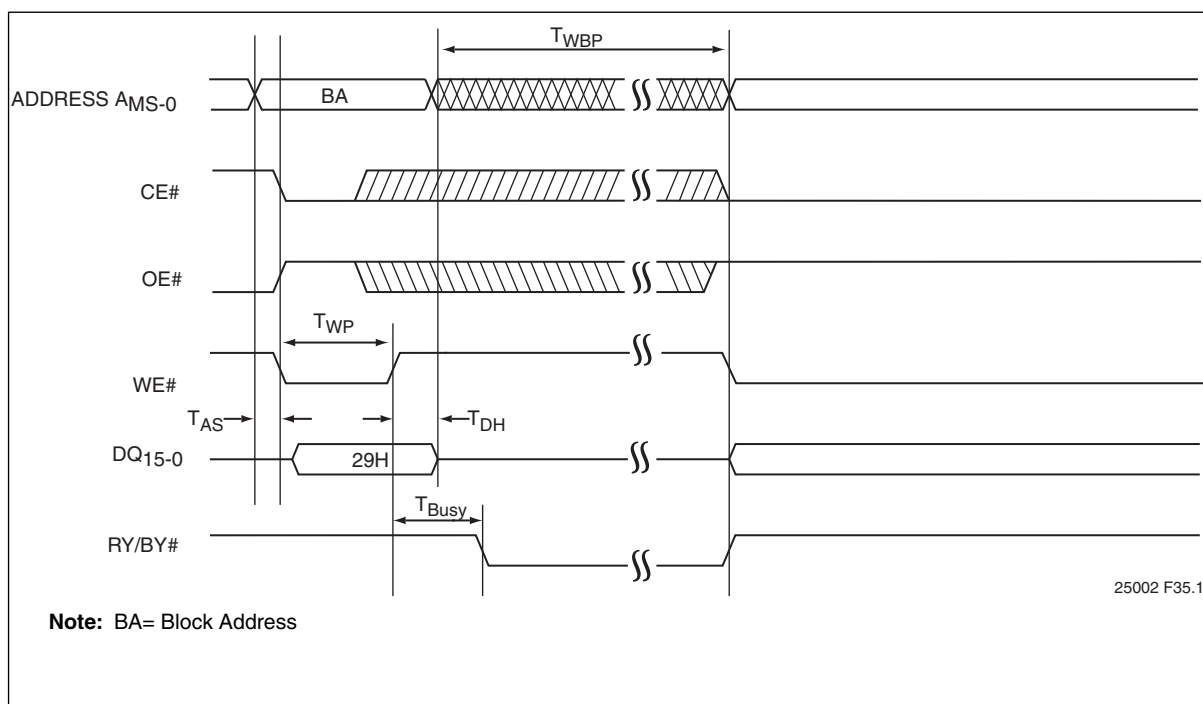 TWBP
ADDRESS AMS-0
BA
CE#
OE#
TWP
WE#
TAS
TDH
DQ15-0
29H
TBusy
RY/BY#
25002 F35.1
Note: BA= Block Address